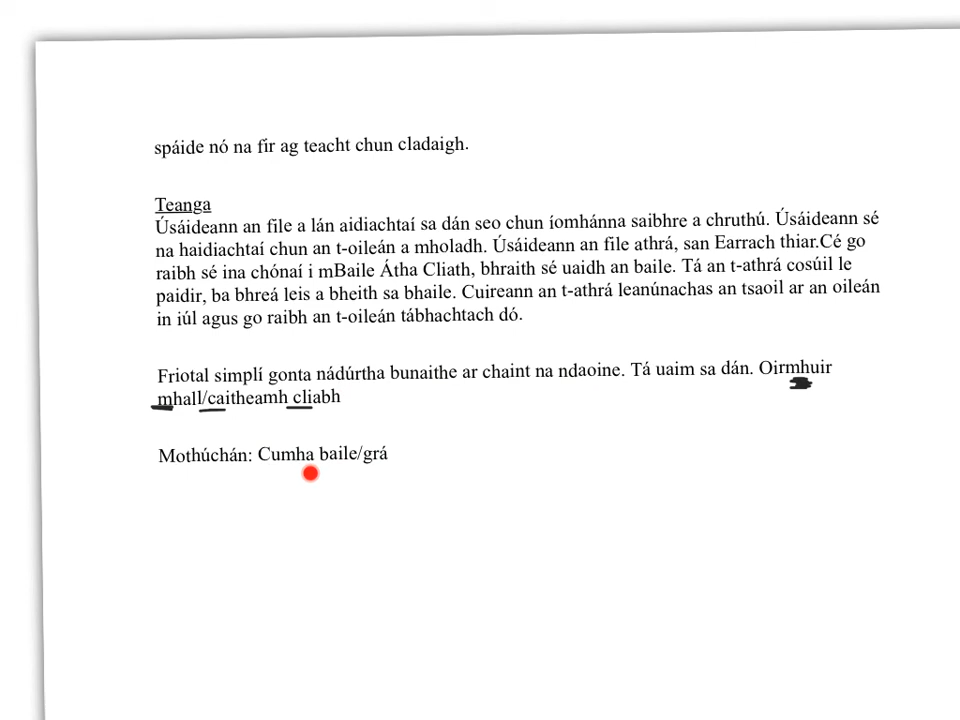 spáide nó na fir ag teacht chun cladaigh.
Teanga
Úsáideann an file a lán aidiachtaí sa dán seo chun íomhánna saibhre a chruthú. Úsáideann sé
na haidiachtaí chun an t-oileán a mholadh. Úsáideann an file athrá, san Earrach thiar.Cé go
raibh sé ina chónaí i mBaile Átha Cliath, bhraith sé uaidh an baile. Tá an t-athrá cosúil le
paidir, ba bhreá leis a bheith sa bhaile. Cuireann an t-athrá leanúnachas an tsaoil ar an oileán
in iúl agus go raibh an t-oileán tábhachtach dó.
Friotal simplí gonta nádúrtha bunaithe ar chaint na ndaoine. Tá uaim sa dán. Oirmhuir
mhall/caitheamh cliabh
Mothúchán: Cumha baile/grá